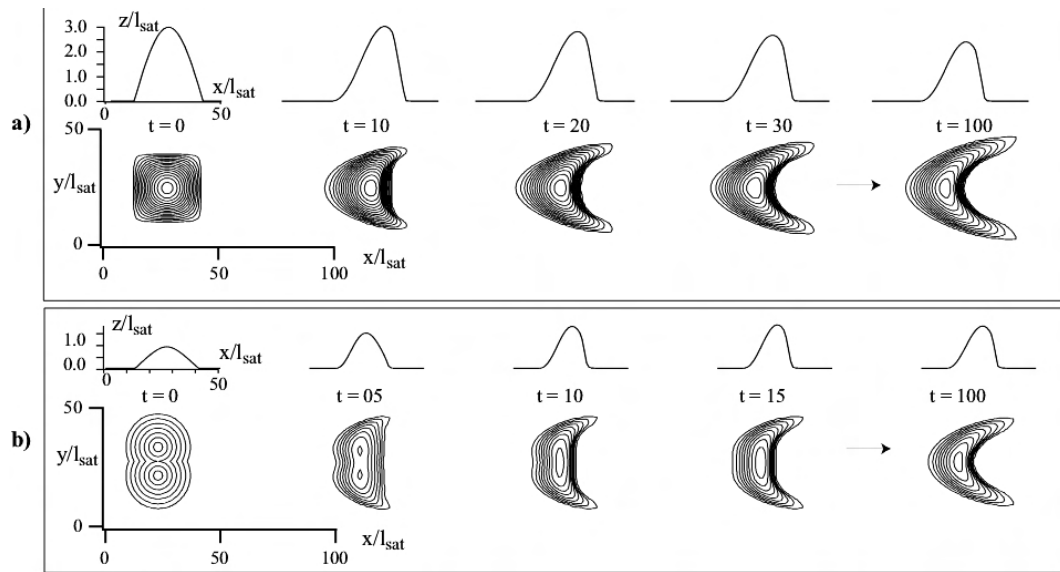 z/lsat
3.0
2.0
1.0
0.0
0
50
x/lsat
a)
t = 0
t = 10
t = 20
t = 30
t = 100
50
y/lsat
0
0
50
100
x/lsat
z/lsat
1.0
0.0
0
50
x/lsat
t = 0
t = 05
t = 10
t = 15
t = 100
b)
50
y/lsat
0
0
50
100
x/lsat